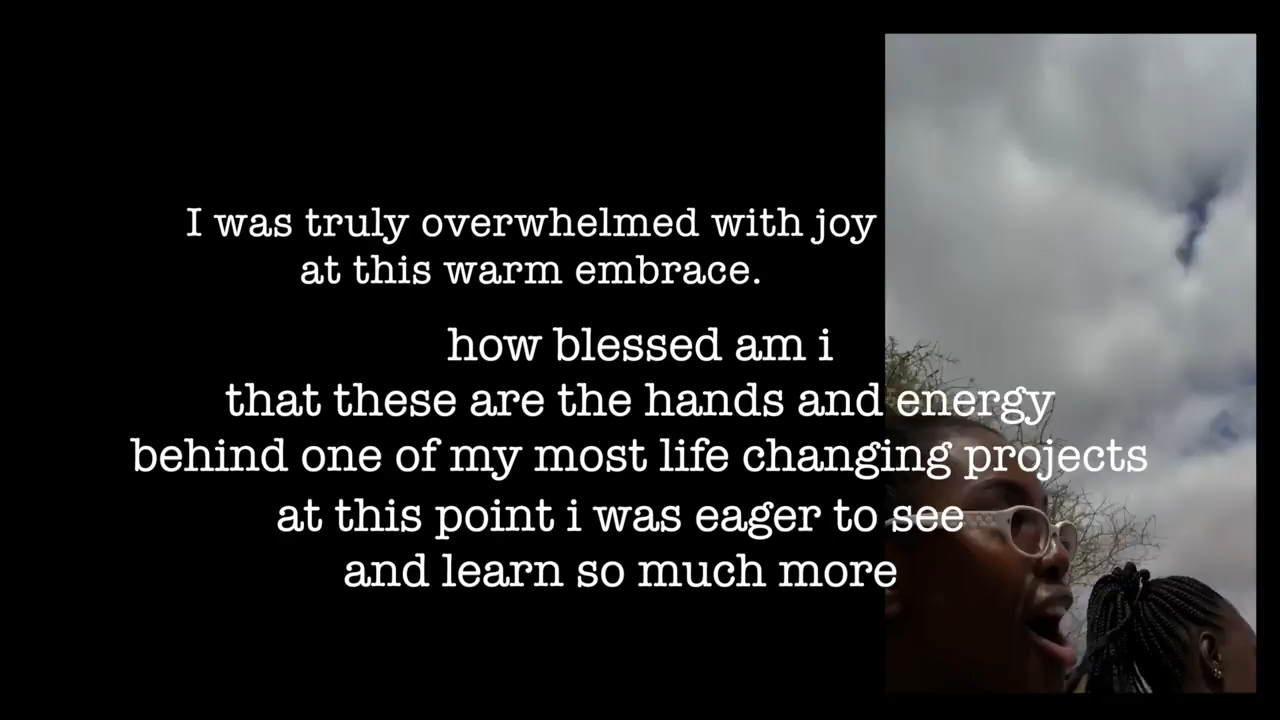 I was truly overwhelmed with joy
at this warm embrace.
how blessed am i
that these are the hands and energy
behind one of my most life changing projects
at this point i was eager to see
and learn so much more